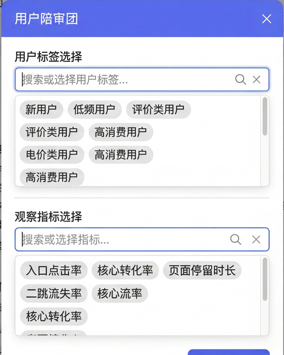 用户陪审团
用户标签选择
搜索或选择用户标签...
新用户 低频用户 评价类用户
评价类用户 高消费用户
电价类用户 高消费用户
高消费用户
观察指标选择
搜索或选择指标...
入口点击率 核心转化率 页面停留时长
二跳流失率 核心流率
核心转化率